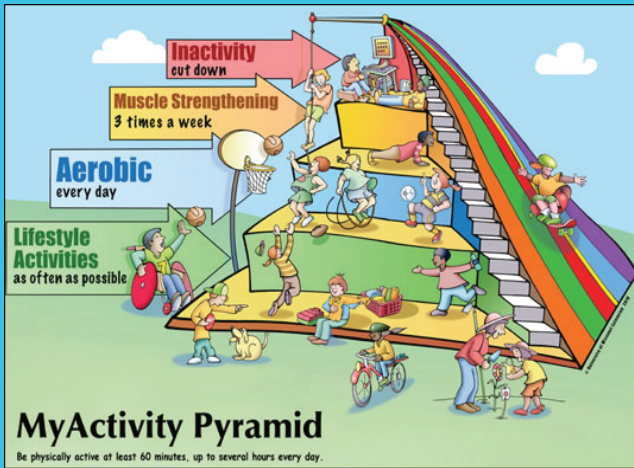 Inactivity
cut down
Muscle Strengthening
3 times a week
Aerobic
every day
Lifestyle
Activities
as often as possible
MyActivity Pyramid
Be physically active at least 60 minutes, up to several hours every day.